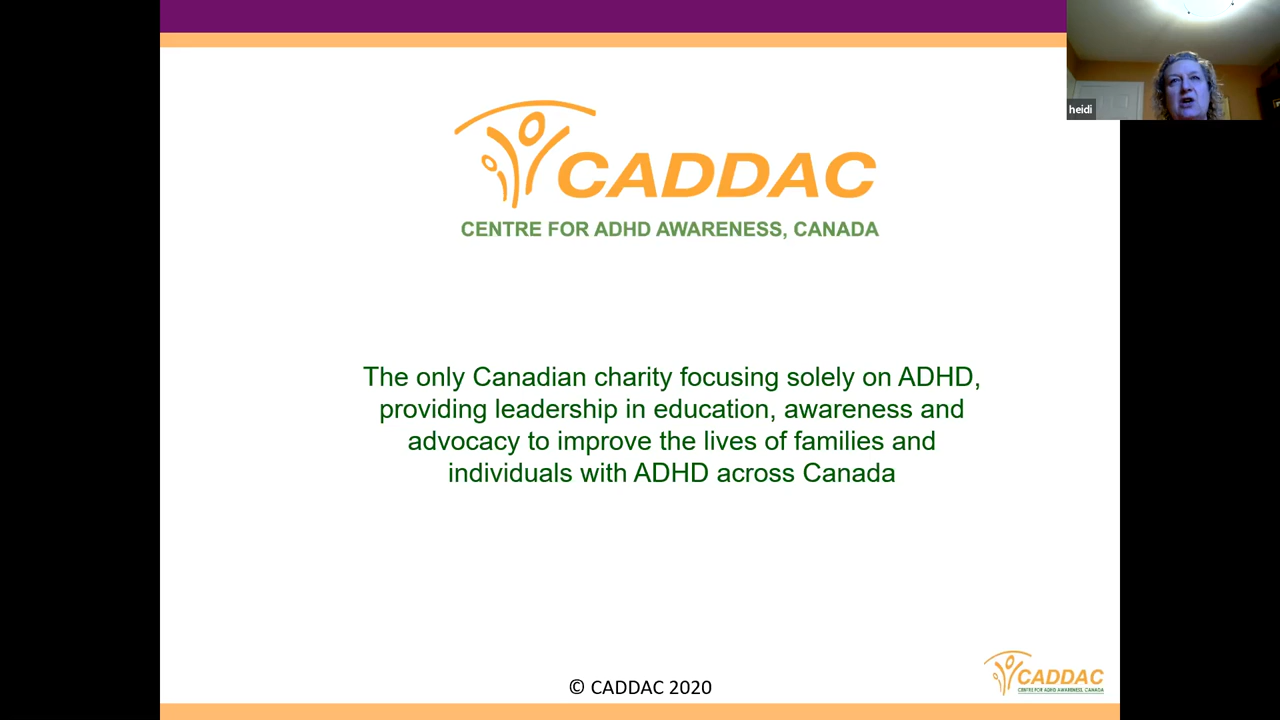 heidi
CADDAC
CENTRE FOR ADHD AWARENESS, CANADA
The only Canadian charity focusing solely on ADHD,
providing leadership in education, awareness and
advocacy to improve the lives of families and
individuals with ADHD across Canada
© CADDAC 2020
CADDAC
CENTRE FOR ADHD AWARENESS, CANADA